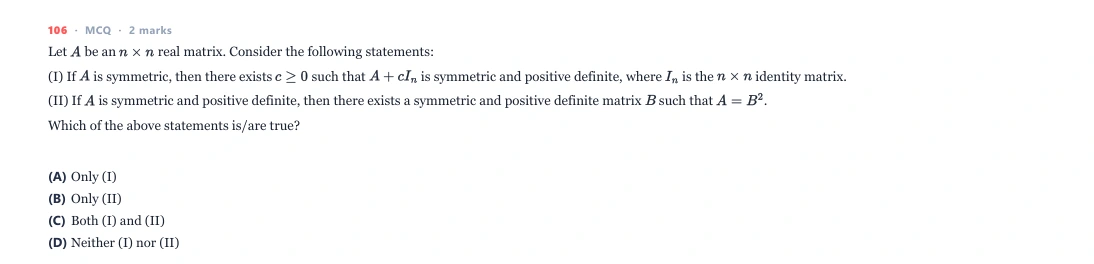 106 · MCQ · 2 marks
Let A be an n × n real matrix. Consider the following statements:
(I) If A is symmetric, then there exists c ≥ 0 such that A + cIₙ is symmetric and positive definite, where Iₙ is the n × n identity matrix.
(II) If A is symmetric and positive definite, then there exists a symmetric and positive definite matrix B such that A = B².
Which of the above statements is/are true?
(A) Only (I)
(B) Only (II)
(C) Both (I) and (II)
(D) Neither (I) nor (II)